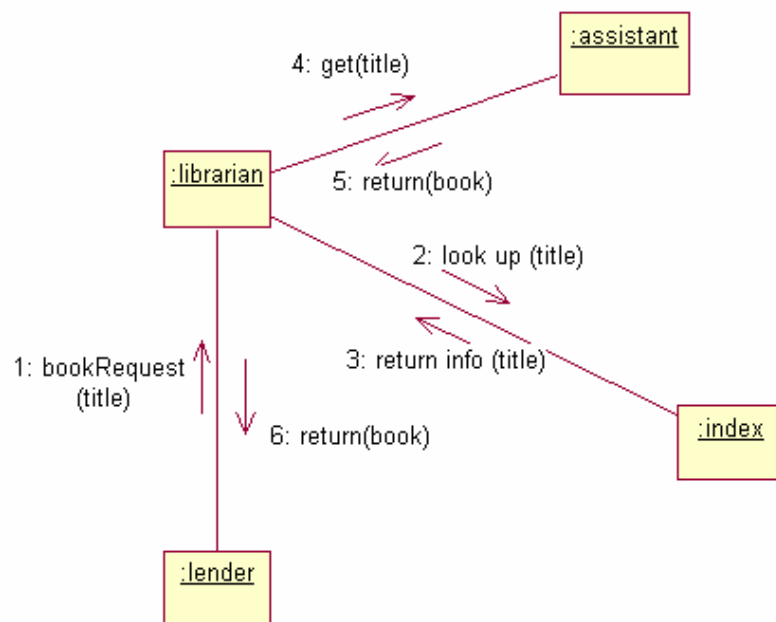 :assistant
4: get(title)
:librarian
5: return(book)
2: look up (title)
3: return info (title)
1: bookRequest
(title)
6: return(book)
:index
:lender